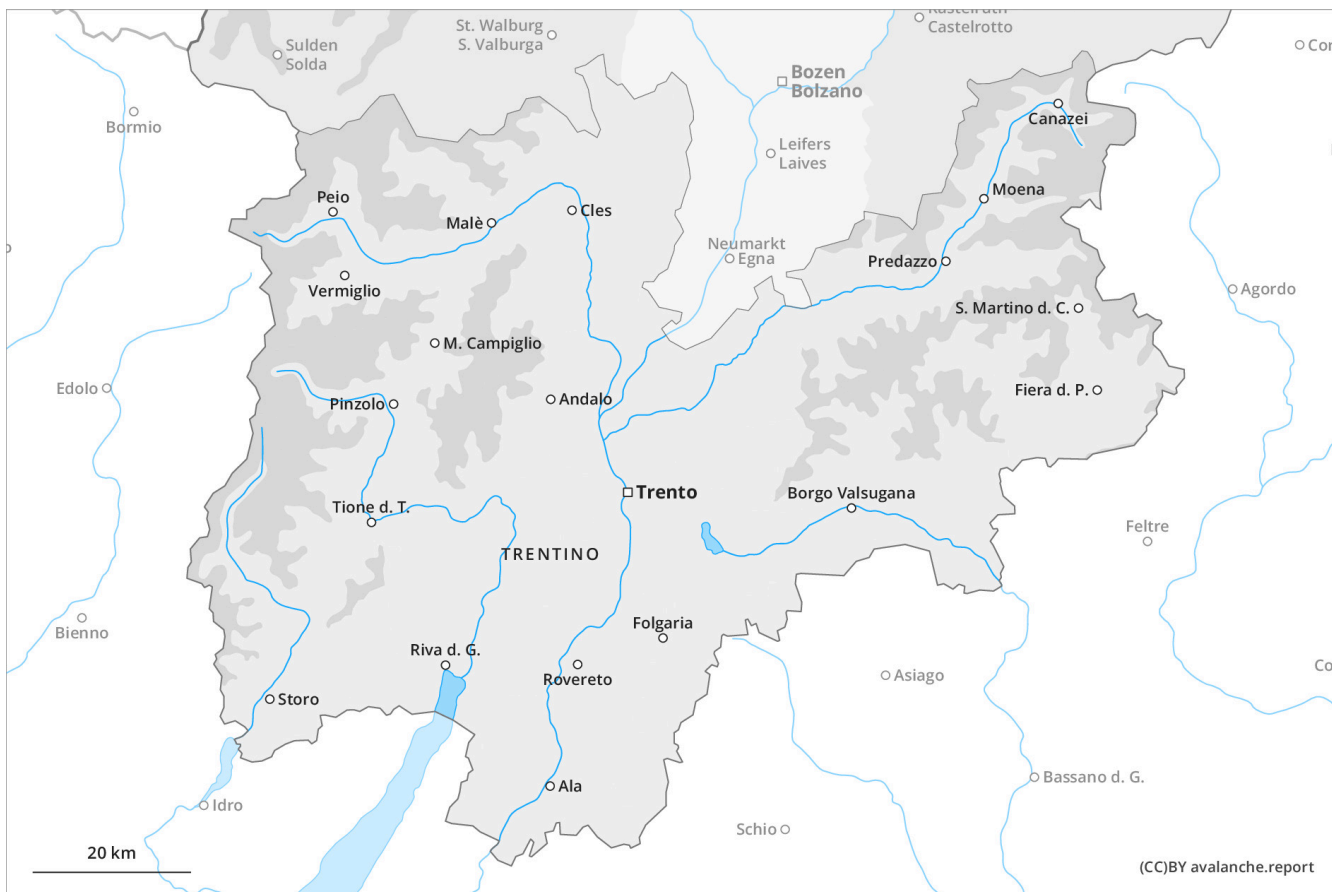 St. Walburg
S. Valburga
Castelrotto
Sulden
Solda
Bozen
Bolzano
Bormio
Canazei
Leifers
Laives
Peio
Malè
Cles
Moena
Neumarkt
Egna
Predazzo
Vermiglio
Agordo
S. Martino d. C.
M. Campiglio
Edolo
Pinzolo
Andalo
Fiera d. P.
Trento
Borgo Valsugana
Tione d. T.
Feltre
TRENTINO
Bienno
Folgaria
Riva d. G.
Rovereto
Asiago
Storo
Ala
Bassano d. G.
Idro
Schio
20 km
(CC)BY avalanche.report